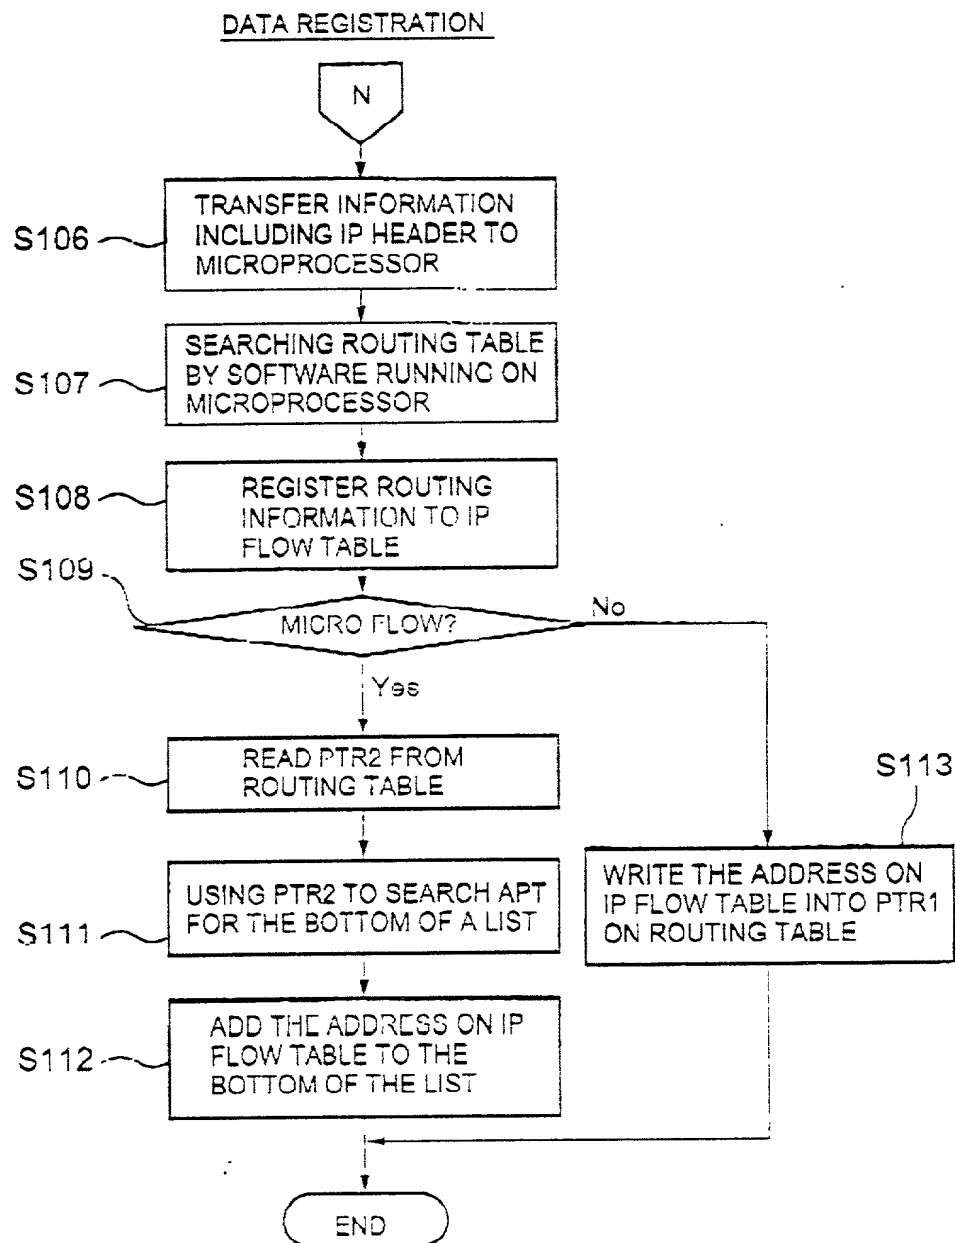 DATA REGISTRATION
N
S106
TRANSFER INFORMATION
INCLUDING IP HEADER TO
MICROPROCESSOR
S107
SEARCHING ROUTING TABLE
BY SOFTWARE RUNNING ON
MICROPROCESSOR
S108
REGISTER ROUTING
INFORMATION TO IP
FLOW TABLE
S109
MICRO FLOW?
No
Yes
S110
READ PTR2 FROM
ROUTING TABLE
S113
WRITE THE ADDRESS ON
IP FLOW TABLE INTO PTR1
ON ROUTING TABLE
S111
USING PTR2 TO SEARCH APT
FOR THE BOTTOM OF A LIST
S112
ADD THE ADDRESS ON IP
FLOW TABLE TO THE
BOTTOM OF THE LIST
END